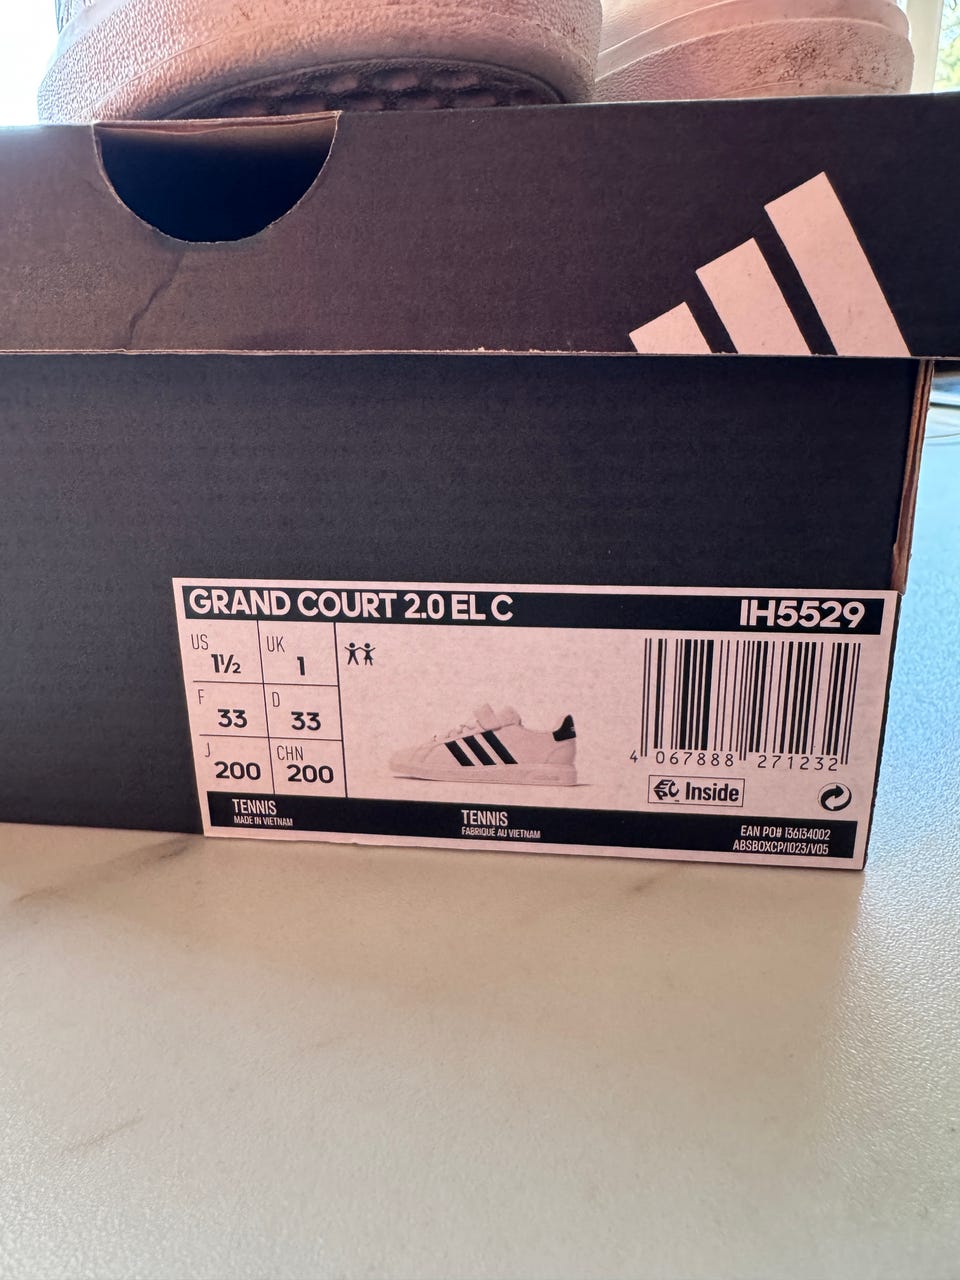 GRAND COURT 2.0 EL C
IH5529
US 1½
UK 1
F 33
D 33
J 200
CHN 200
4 067888 271232
EPC Inside
TENNIS
MADE IN VIETNAM
TENNIS
FABRIQUÉ AU VIETNAM
EAN PO# 136134002
ABSBOXCP/1023/V05